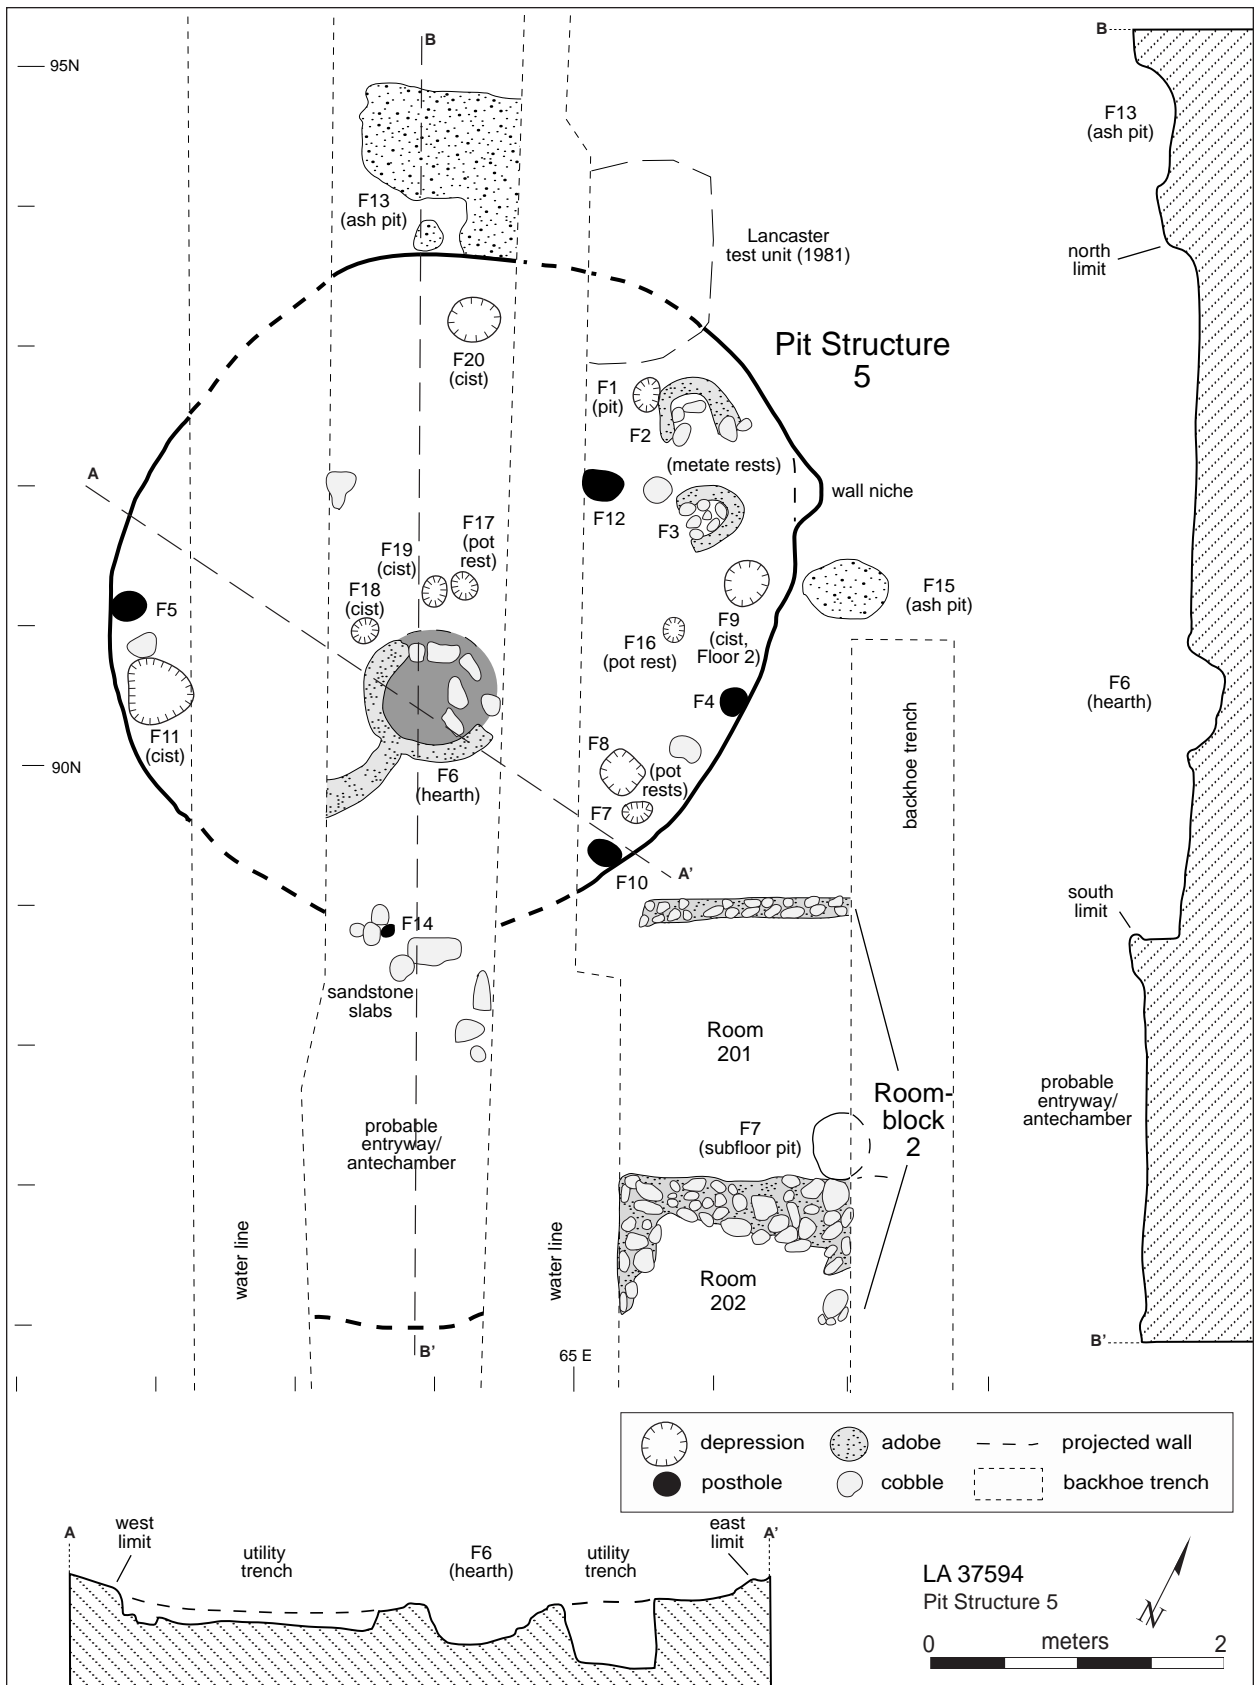 B
B
95N
F13
(ash pit)
F13
(ash pit)
Lancaster
test unit (1981)
north
limit
Pit Structure
5
F20
(cist)
F1
(pit)
F2
(metate rests)
A
wall niche
F12
F3
F17
(pot
rest)
F19
(cist)
F18
(cist)
F5
F15
(ash pit)
F9
(cist,
Floor 2)
F16
(pot rest)
F6
(hearth)
F4
F11
(cist)
F8
(pot
rests)
90N
F6
(hearth)
F7
backhoe trench
A'
F10
south
limit
F14
sandstone
slabs
Room
201
Room-
block
2
probable
entryway/
antechamber
probable
entryway/
antechamber
F7
(subfloor pit)
water line
water line
Room
202
B'
B'
65 E
depression
adobe
projected wall
posthole
cobble
backhoe trench
A
west
limit
utility
trench
F6
(hearth)
utility
trench
east
limit
A'
LA 37594
Pit Structure 5
N
0
meters
2